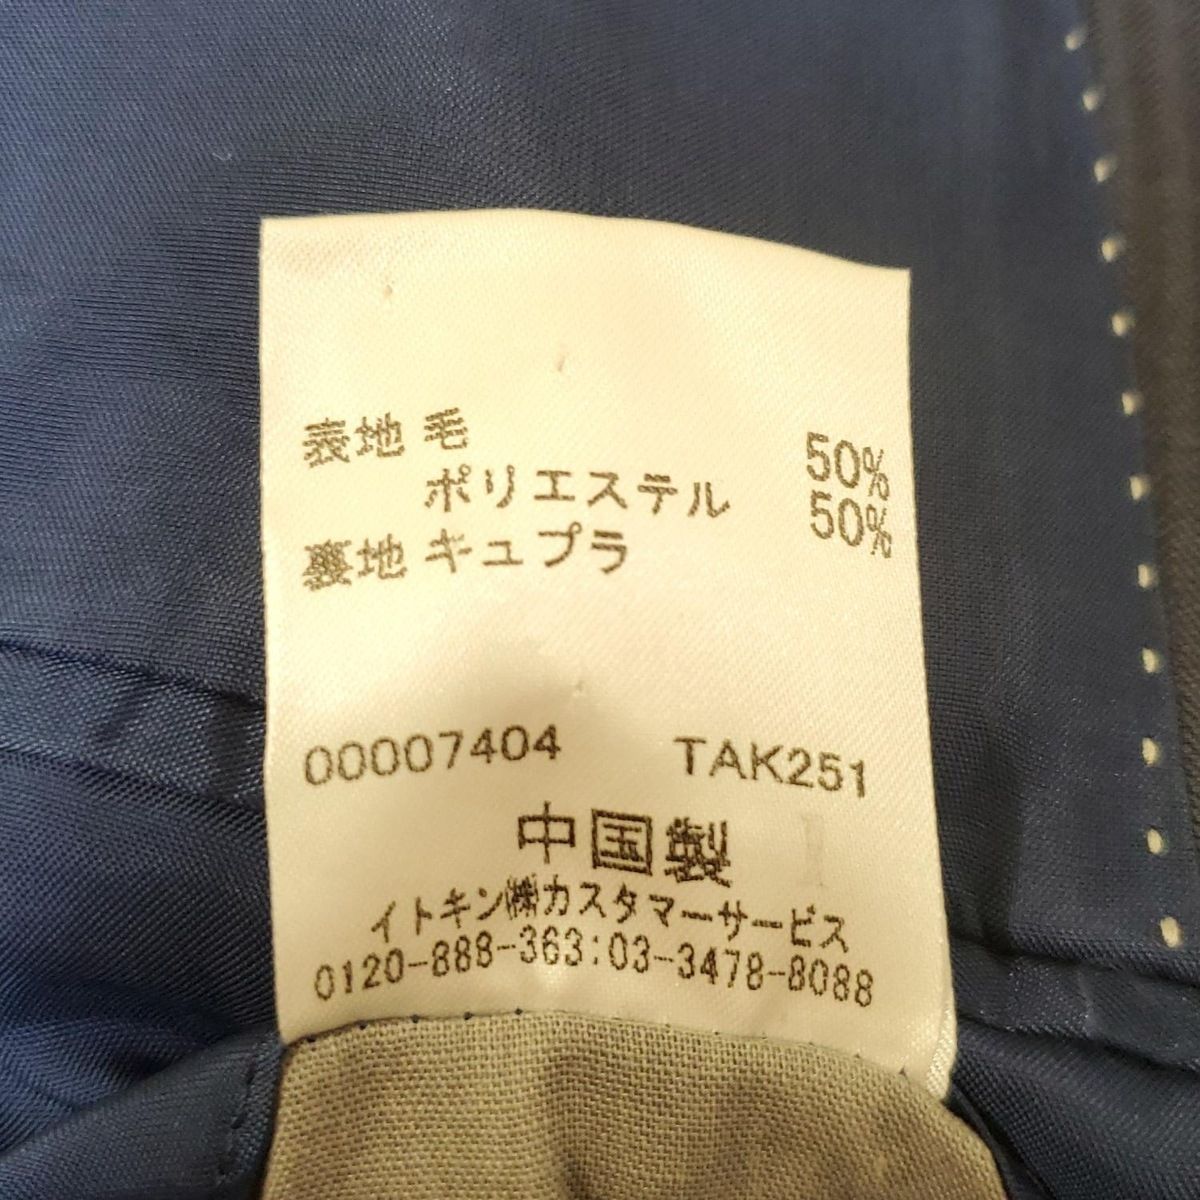 表地 毛 50%
ポリエステル 50%
裏地 キュプラ
00007404 TAK251
中国製
イトキン㈱カスタマーサービス
0120-888-363:03-3478-8088